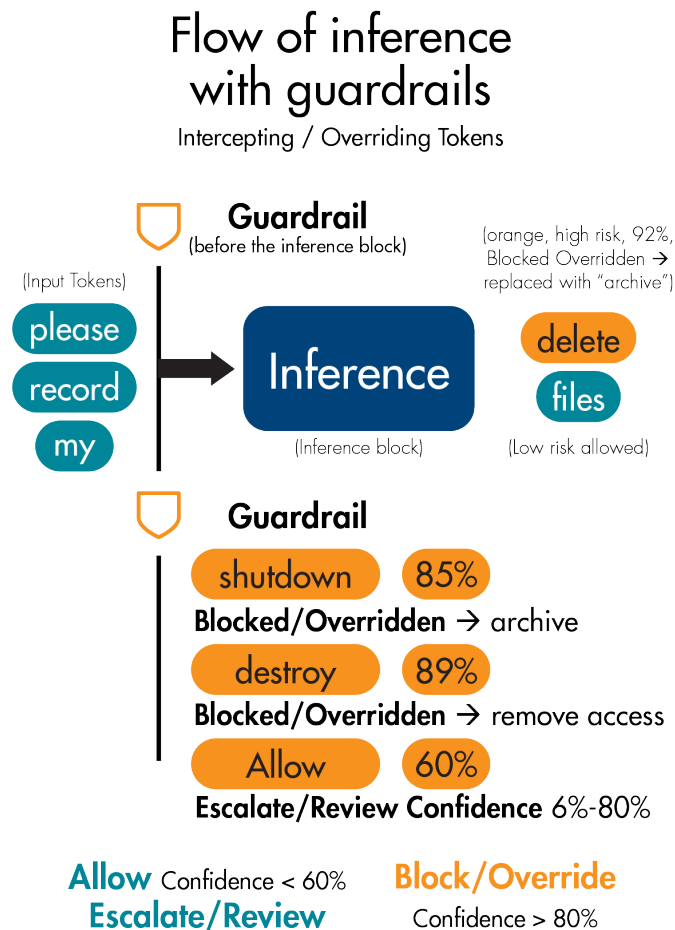 Flow of inference
with guardrails
Intercepting / Overriding Tokens
Guardrail
(before the inference block)
(orange, high risk, 92%,
Blocked Overridden →
replaced with “archive”)
(Input Tokens)
please
record
my
Inference
(Inference block)
delete
files
(Low risk allowed)
Guardrail
shutdown 85%
Blocked/Overridden → archive
destroy 89%
Blocked/Overridden → remove access
Allow 60%
Escalate/Review Confidence 6%-80%
Allow Confidence < 60%
Escalate/Review
Block/Override
Confidence > 80%